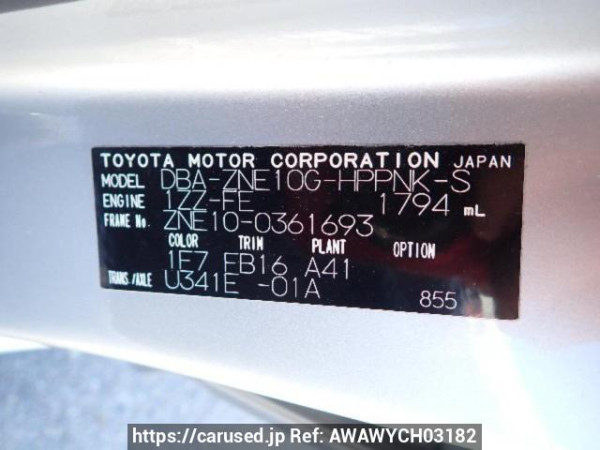 TOYOTA MOTOR CORPORATION JAPAN
MODEL DBA-ZNE10G-HPPNK-S
ENGINE 1ZZ-FE 1794 mL
FRAME No. ZNE10-0361693
COLOR TRIM PLANT OPTION
1F7 FB16 A41
TRANS/AXLE U341E -01A
855
https://carused.jp Ref: AWAWYCH03182